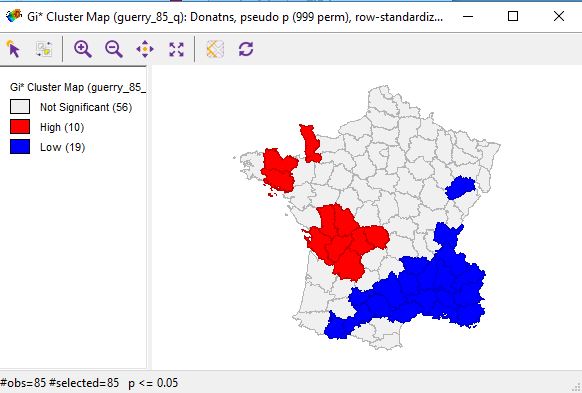 Gi* Cluster Map (guerry_85_q): Donatns, pseudo p (999 perm), row-standardiz...
Gi* Cluster Map (guerry_85_
Not Significant (56)
High (10)
Low (19)
#obs=85 #selected=85 p <= 0.05